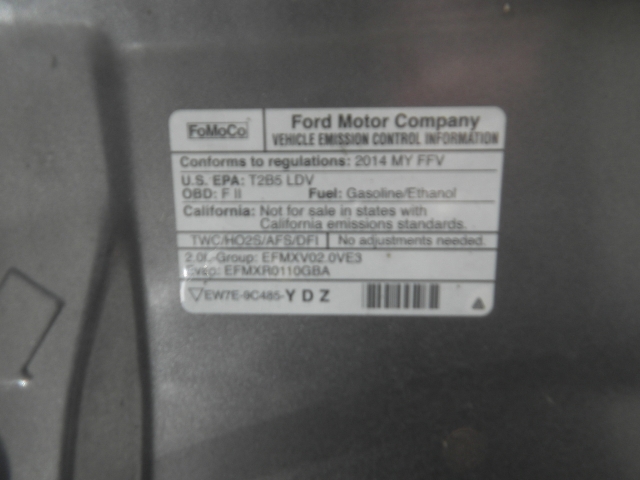 FoMoCo
Ford Motor Company
VEHICLE EMISSION CONTROL INFORMATION
Conforms to regulations: 2014 MY FFV
U.S. EPA: T2B5 LDV
OBD: F II Fuel: Gasoline/Ethanol
California: Not for sale in states with
California emissions standards.
TWC/HO2S/AFS/DFI No adjustments needed.
2.0L-Group: EFMXV02.0VE3
Evap: EFMXR0110GBA
EW7E-9C485-Y D Z